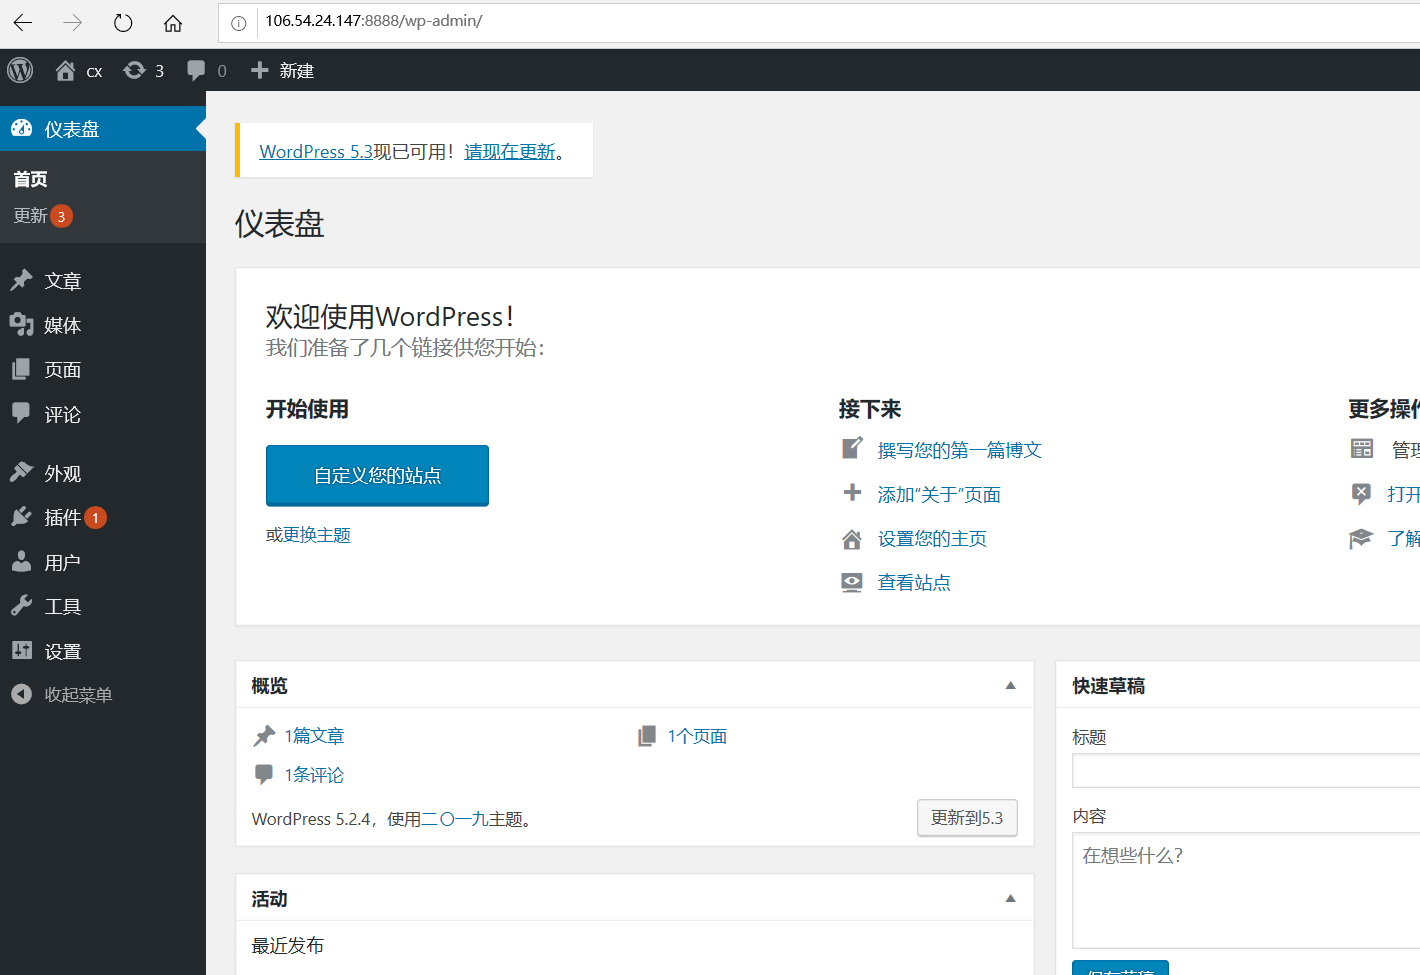 106.54.24.147:8888/wp-admin/
cx 3 0 新建
仪表盘
首页
更新 3
文章
媒体
页面
评论
外观
插件 1
用户
工具
设置
收起菜单
WordPress 5.3现已可用！请现在更新。
仪表盘
欢迎使用WordPress！
我们准备了几个链接供您开始：
开始使用
自定义您的站点
或更换主题
接下来
撰写您的第一篇博文
添加“关于”页面
设置您的主页
查看站点
更多操作
管理
打开
了解
概览
1篇文章
1个页面
1条评论
WordPress 5.2.4，使用二〇一九主题。
更新到5.3
活动
最近发布
快速草稿
标题
内容
在想些什么？
保存草稿